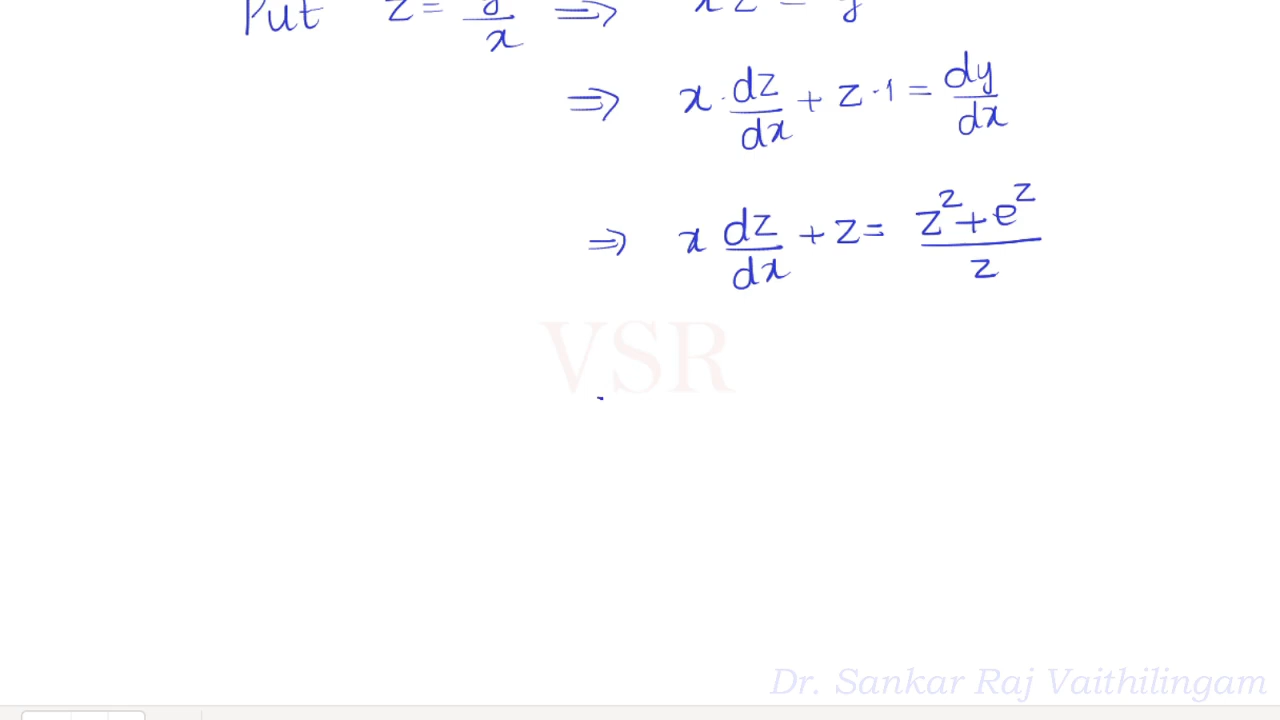 Put z = y/x ⇒ xz = y
⇒ x · dz/dx + z · 1 = dy/dx
⇒ x dz/dx + z = (z² + e^z)/z
VSR
Dr. Sankar Raj Vaithilingam